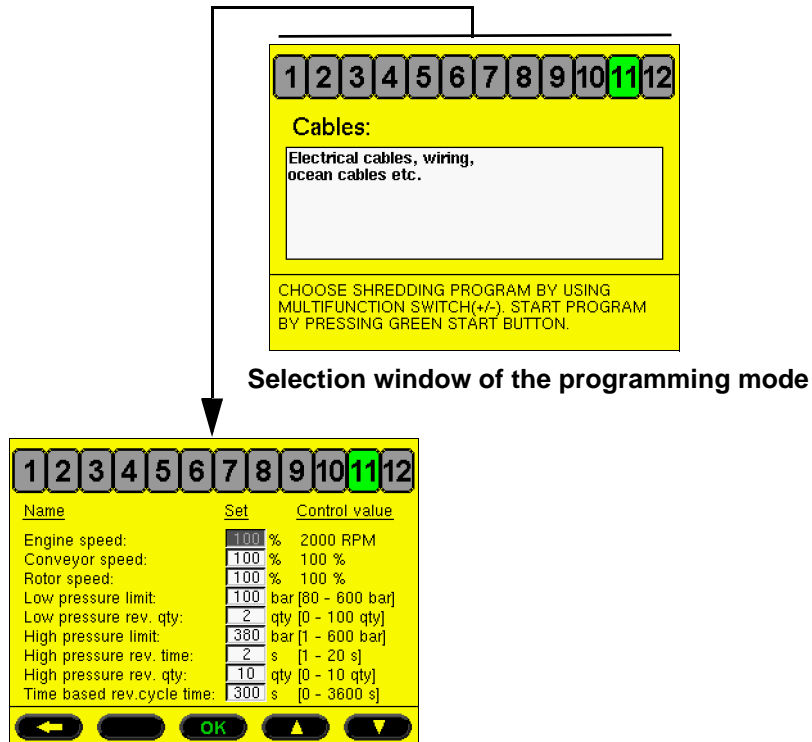 1 2 3 4 5 6 7 8 9 10 11 12
Cables:
Electrical cables, wiring,
ocean cables etc.
CHOOSE SHREDDING PROGRAM BY USING
MULTIFUNCTION SWITCH(+/-). START PROGRAM
BY PRESSING GREEN START BUTTON.
Selection window of the programming mode
1 2 3 4 5 6 7 8 9 10 11 12
Name Set Control value
Engine speed: 100 % 2000 RPM
Conveyor speed: 100 % 100 %
Rotor speed: 100 % 100 %
Low pressure limit: 100 bar [80 - 600 bar]
Low pressure rev. qty: 2 qty [0 - 100 qty]
High pressure limit: 380 bar [1 - 600 bar]
High pressure rev. time: 2 s [1 - 20 s]
High pressure rev. qty: 10 qty [0 - 10 qty]
Time based rev.cycle time: 300 s [0 - 3600 s]
OK